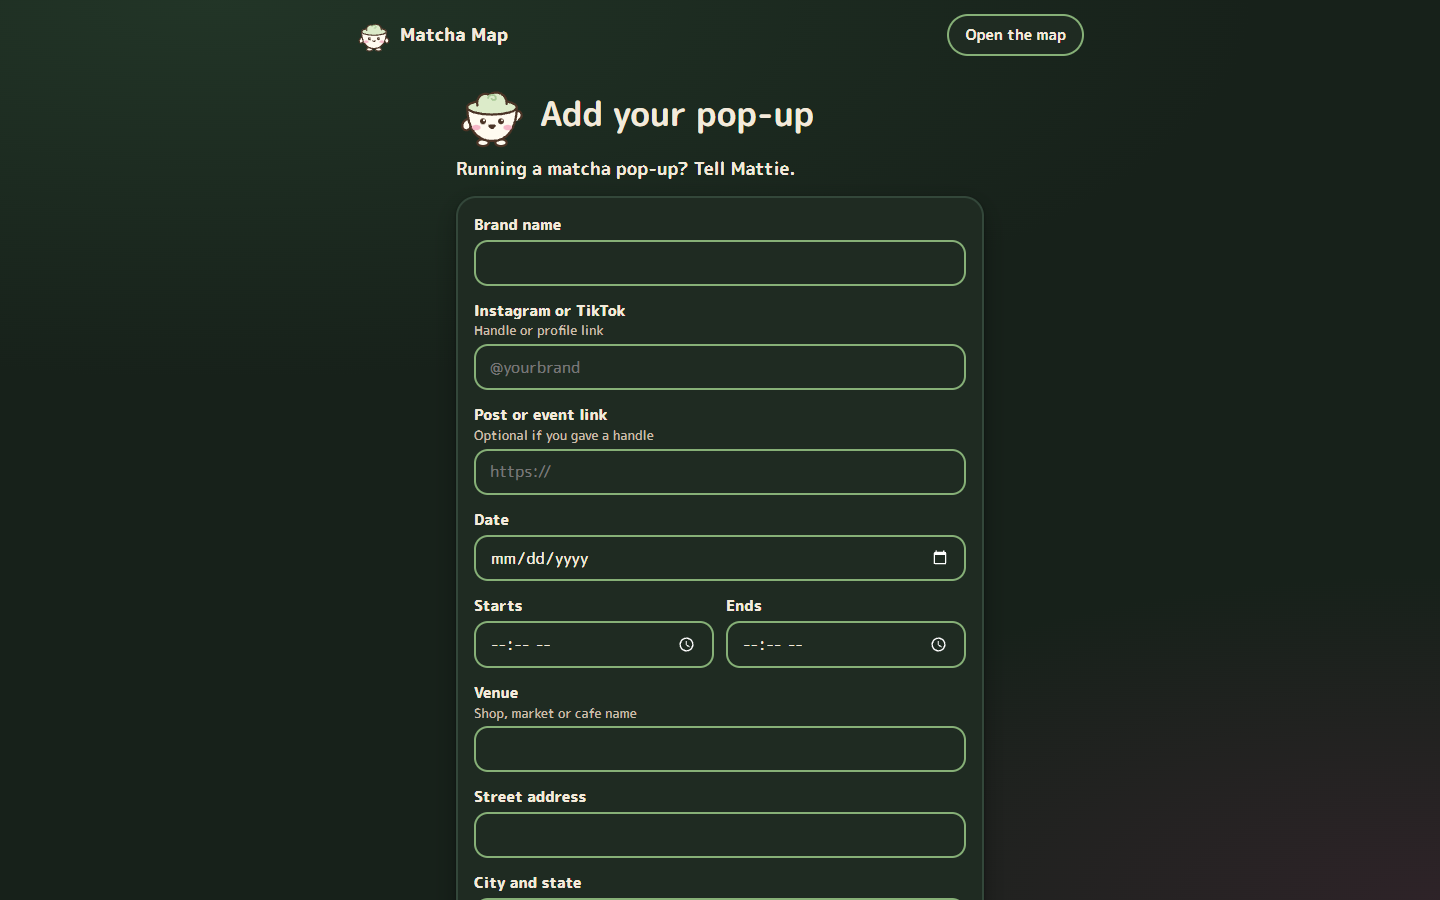 Matcha Map
Open the map
Add your pop-up
Running a matcha pop-up? Tell Mattie.
Brand name
Instagram or TikTok
Handle or profile link
@yourbrand
Post or event link
Optional if you gave a handle
https://
Date
mm/dd/yyyy
Starts Ends
--:-- -- --:-- --
Venue
Shop, market or cafe name
Street address
City and state